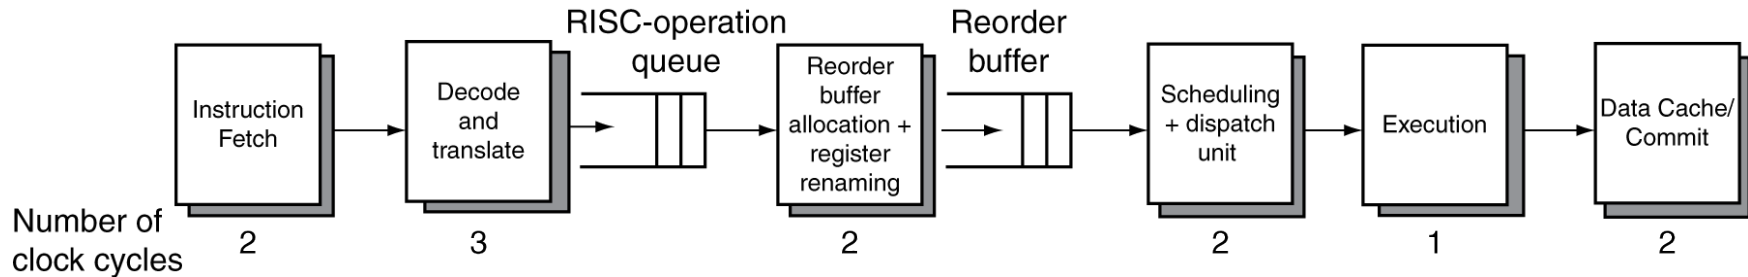 RISC-operation
queue
Reorder
buffer
Instruction
Fetch
Decode
and
translate
Reorder
buffer
allocation +
register
renaming
Scheduling
+ dispatch
unit
Execution
Data Cache/
Commit
Number of
clock cycles
2
3
2
2
1
2